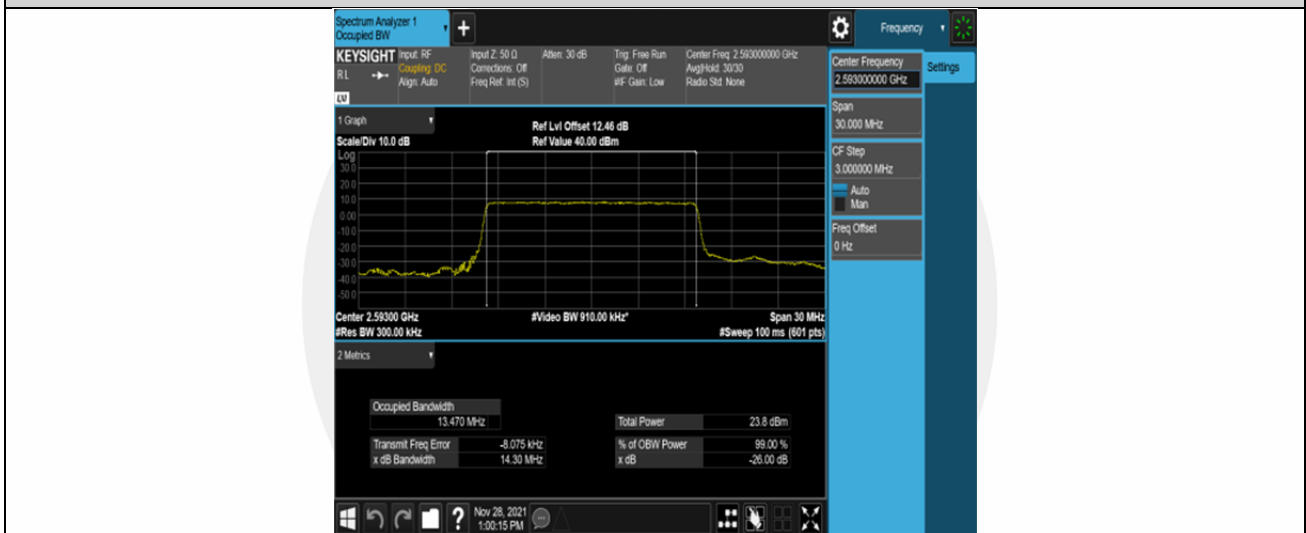 Spectrum Analyzer 1
Occupied BW
+
Frequency
KEYSIGHT
R L
LV
Input: RF
Coupling: DC
Align: Auto
Input Z: 50 Ω
Corrections: Off
Freq Ref: Int (S)
Atten: 30 dB
Trig: Free Run
Gate: Off
#IF Gain: Low
Center Freq: 2.593000000 GHz
Avg|Hold: 30/30
Radio Std: None
Center Frequency
2.593000000 GHz
Settings
Span
30.000 MHz
CF Step
3.000000 MHz
Auto
Man
Freq Offset
0 Hz
1 Graph
Scale/Div 10.0 dB
Ref Lvl Offset 12.46 dB
Ref Value 40.00 dBm
Log
30.0
20.0
10.0
0.00
-10.0
-20.0
-30.0
-40.0
-50.0
Center 2.59300 GHz
#Video BW 910.00 kHz*
Span 30 MHz
#Res BW 300.00 kHz
#Sweep 100 ms (601 pts)
2 Metrics
Occupied Bandwidth
13.470 MHz
Total Power 23.8 dBm
Transmit Freq Error -8.075 kHz
% of OBW Power 99.00 %
x dB Bandwidth 14.30 MHz
x dB -26.00 dB
?
Nov 28, 2021
1:00:15 PM